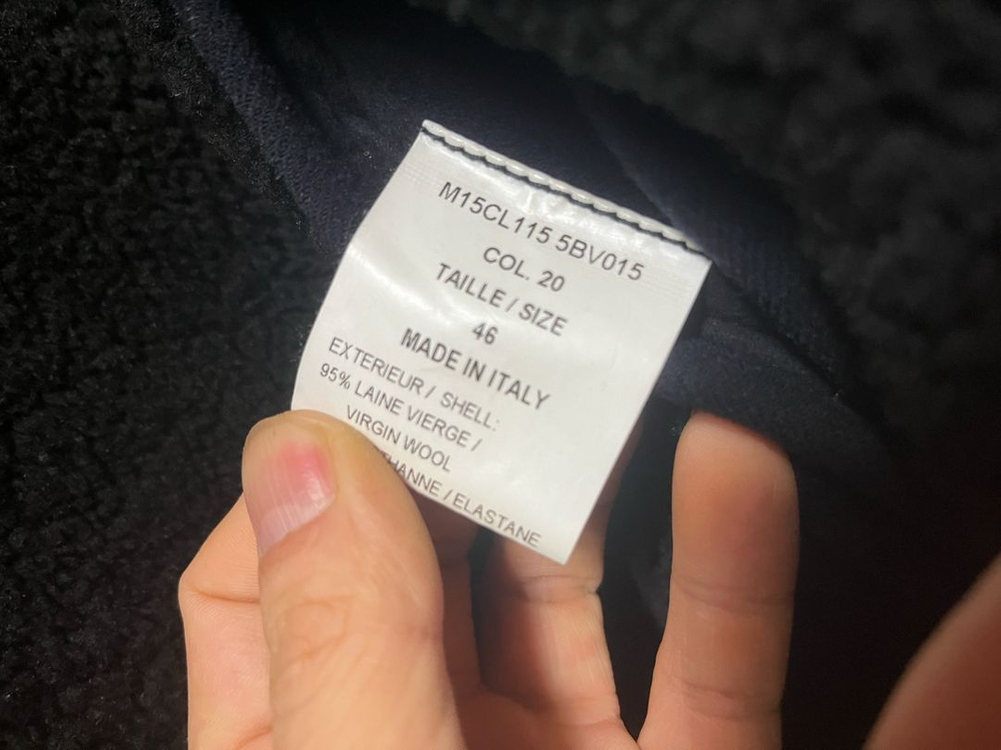 M15CL115 5BV015
COL. 20
TAILLE / SIZE
46
MADE IN ITALY
EXTERIEUR / SHELL:
95% LAINE VIERGE /
VIRGIN WOOL
/ ELASTANE